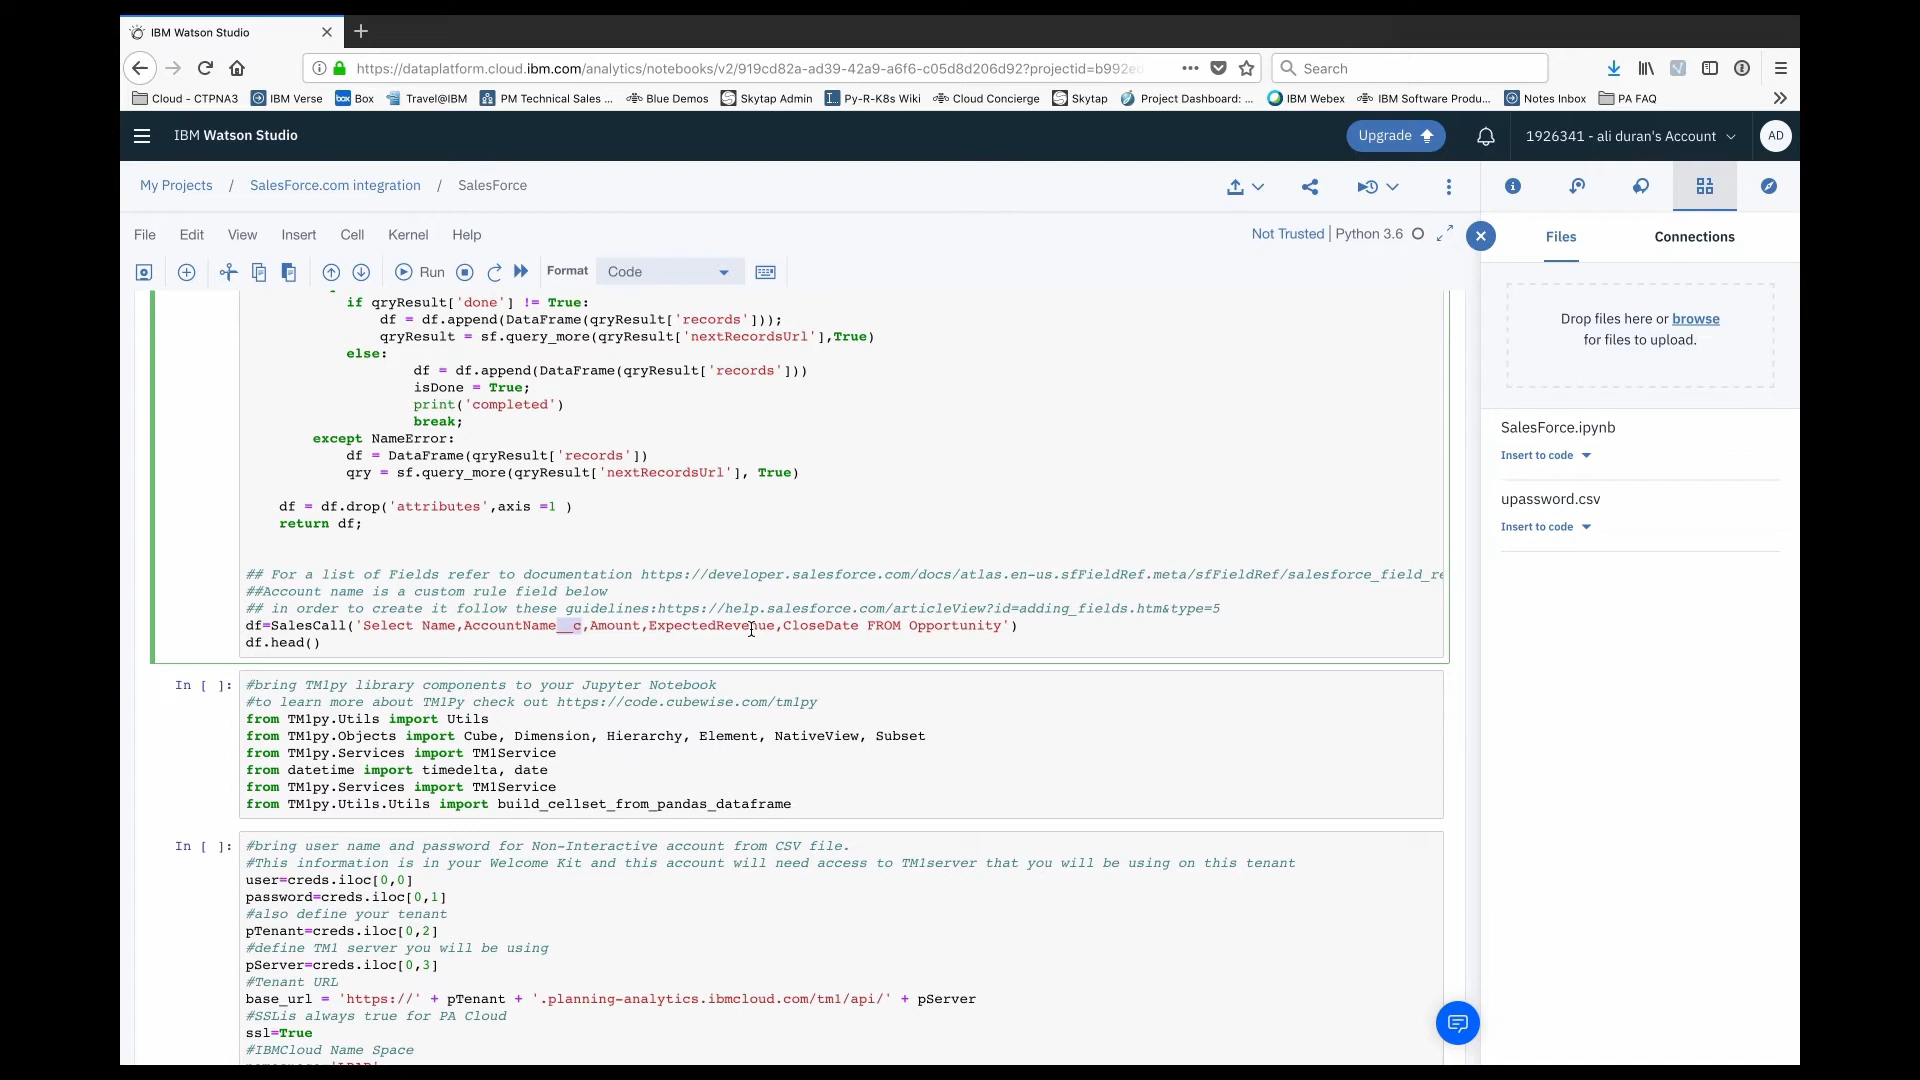 IBM Watson Studio
https://dataplatform.cloud.ibm.com/analytics/notebooks/v2/919cd82a-ad39-42a9-a6f6-c05d8d206d92?projectid=b992e
Search
Cloud - CTPNA3
IBM Verse
box Box
Travel@IBM
PM Technical Sales ...
Blue Demos
Skytap Admin
Py-R-K8s Wiki
Cloud Concierge
Skytap
Project Dashboard: ...
IBM Webex
IBM Software Produ...
Notes Inbox
PA FAQ
IBM Watson Studio
Upgrade
1926341 - ali duran's Account
AD
My Projects / SalesForce.com integration / SalesForce
File Edit View Insert Cell Kernel Help
Not Trusted | Python 3.6
Run
Format
Code
if qryResult['done'] != True:
df = df.append(DataFrame(qryResult['records']));
qryResult = sf.query_more(qryResult['nextRecordsUrl'],True)
else:
df = df.append(DataFrame(qryResult['records']))
isDone = True;
print('completed')
break;
except NameError:
df = DataFrame(qryResult['records'])
qry = sf.query_more(qryResult['nextRecordsUrl'], True)
df = df.drop('attributes',axis =1 )
return df;
## For a list of Fields refer to documentation https://developer.salesforce.com/docs/atlas.en-us.sfFieldRef.meta/sfFieldRef/salesforce_field_re
##Account name is a custom rule field below
## in order to create it follow these guidelines:https://help.salesforce.com/articleView?id=adding_fields.htm&type=5
df=SalesCall('Select Name,AccountName__c,Amount,ExpectedRevenue,CloseDate FROM Opportunity')
df.head()
In [ ]:
#bring TM1py library components to your Jupyter Notebook
#to learn more about TM1Py check out https://code.cubewise.com/tm1py
from TM1py.Utils import Utils
from TM1py.Objects import Cube, Dimension, Hierarchy, Element, NativeView, Subset
from TM1py.Services import TM1Service
from datetime import timedelta, date
from TM1py.Services import TM1Service
from TM1py.Utils.Utils import build_cellset_from_pandas_dataframe
In [ ]:
#bring user name and password for Non-Interactive account from CSV file.
#This information is in your Welcome Kit and this account will need access to TM1server that you will be using on this tenant
user=creds.iloc[0,0]
password=creds.iloc[0,1]
#also define your tenant
pTenant=creds.iloc[0,2]
#define TM1 server you will be using
pServer=creds.iloc[0,3]
#Tenant URL
base_url = 'https://' + pTenant + '.planning-analytics.ibmcloud.com/tm1/api/' + pServer
#SSLis always true for PA Cloud
ssl=True
#IBMCloud Name Space
Files
Connections
Drop files here or browse
for files to upload.
SalesForce.ipynb
Insert to code
upassword.csv
Insert to code